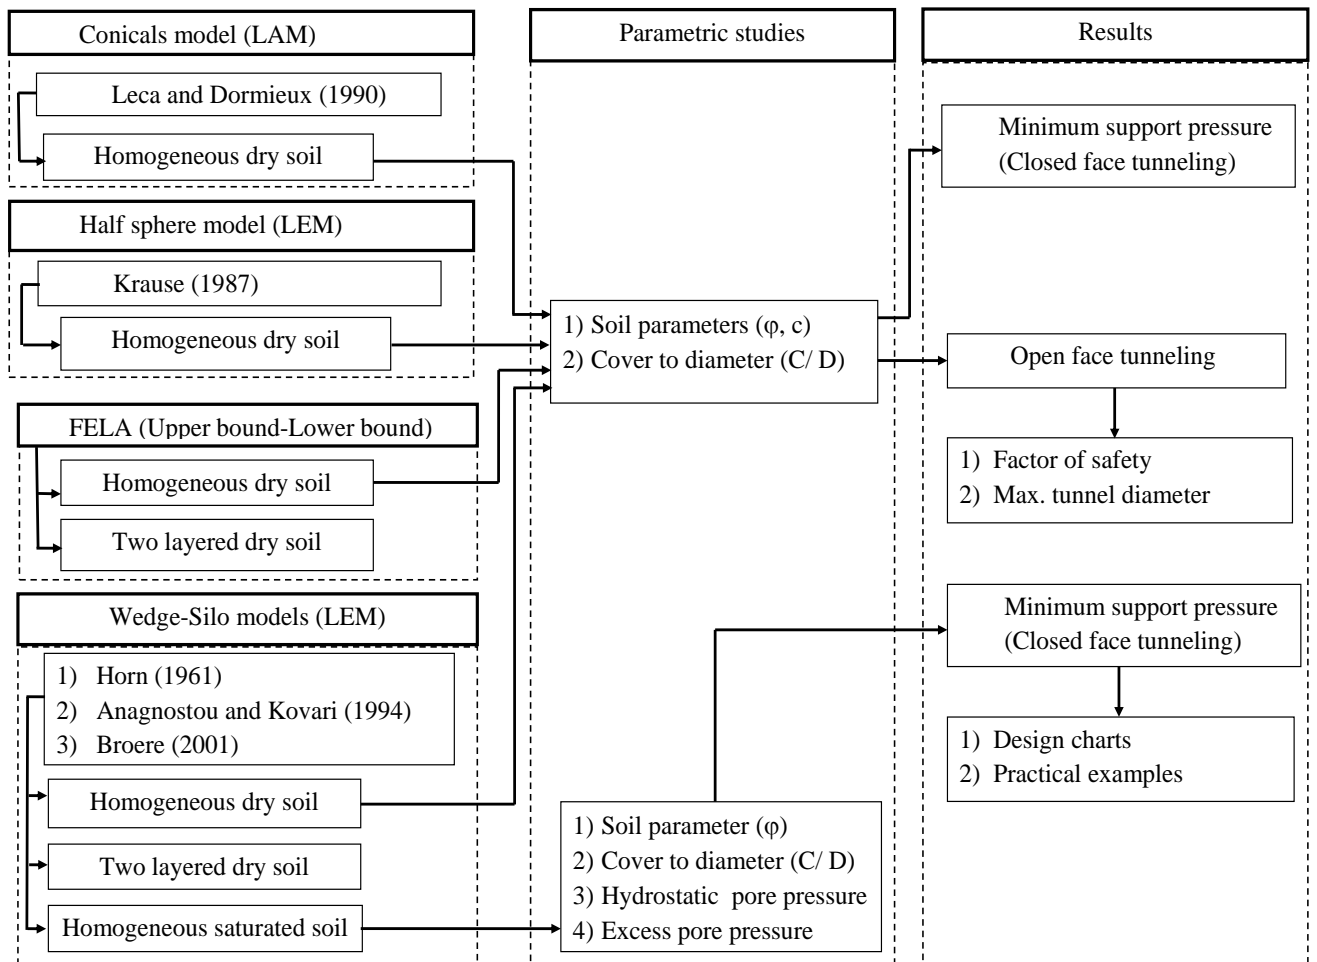 Conicals model (LAM)
Leca and Dormieux (1990)
Homogeneous dry soil
Half sphere model (LEM)
Krause (1987)
Homogeneous dry soil
FELA (Upper bound-Lower bound)
Homogeneous dry soil
Two layered dry soil
Wedge-Silo models (LEM)
1) Horn (1961)
2) Anagnostou and Kovari (1994)
3) Broere (2001)
Homogeneous dry soil
Two layered dry soil
Homogeneous saturated soil
Parametric studies
1) Soil parameters (φ, c)
2) Cover to diameter (C/ D)
1) Soil parameter (φ)
2) Cover to diameter (C/ D)
3) Hydrostatic pore pressure
4) Excess pore pressure
Results
Minimum support pressure
(Closed face tunneling)
Open face tunneling
1) Factor of safety
2) Max. tunnel diameter
Minimum support pressure
(Closed face tunneling)
1) Design charts
2) Practical examples